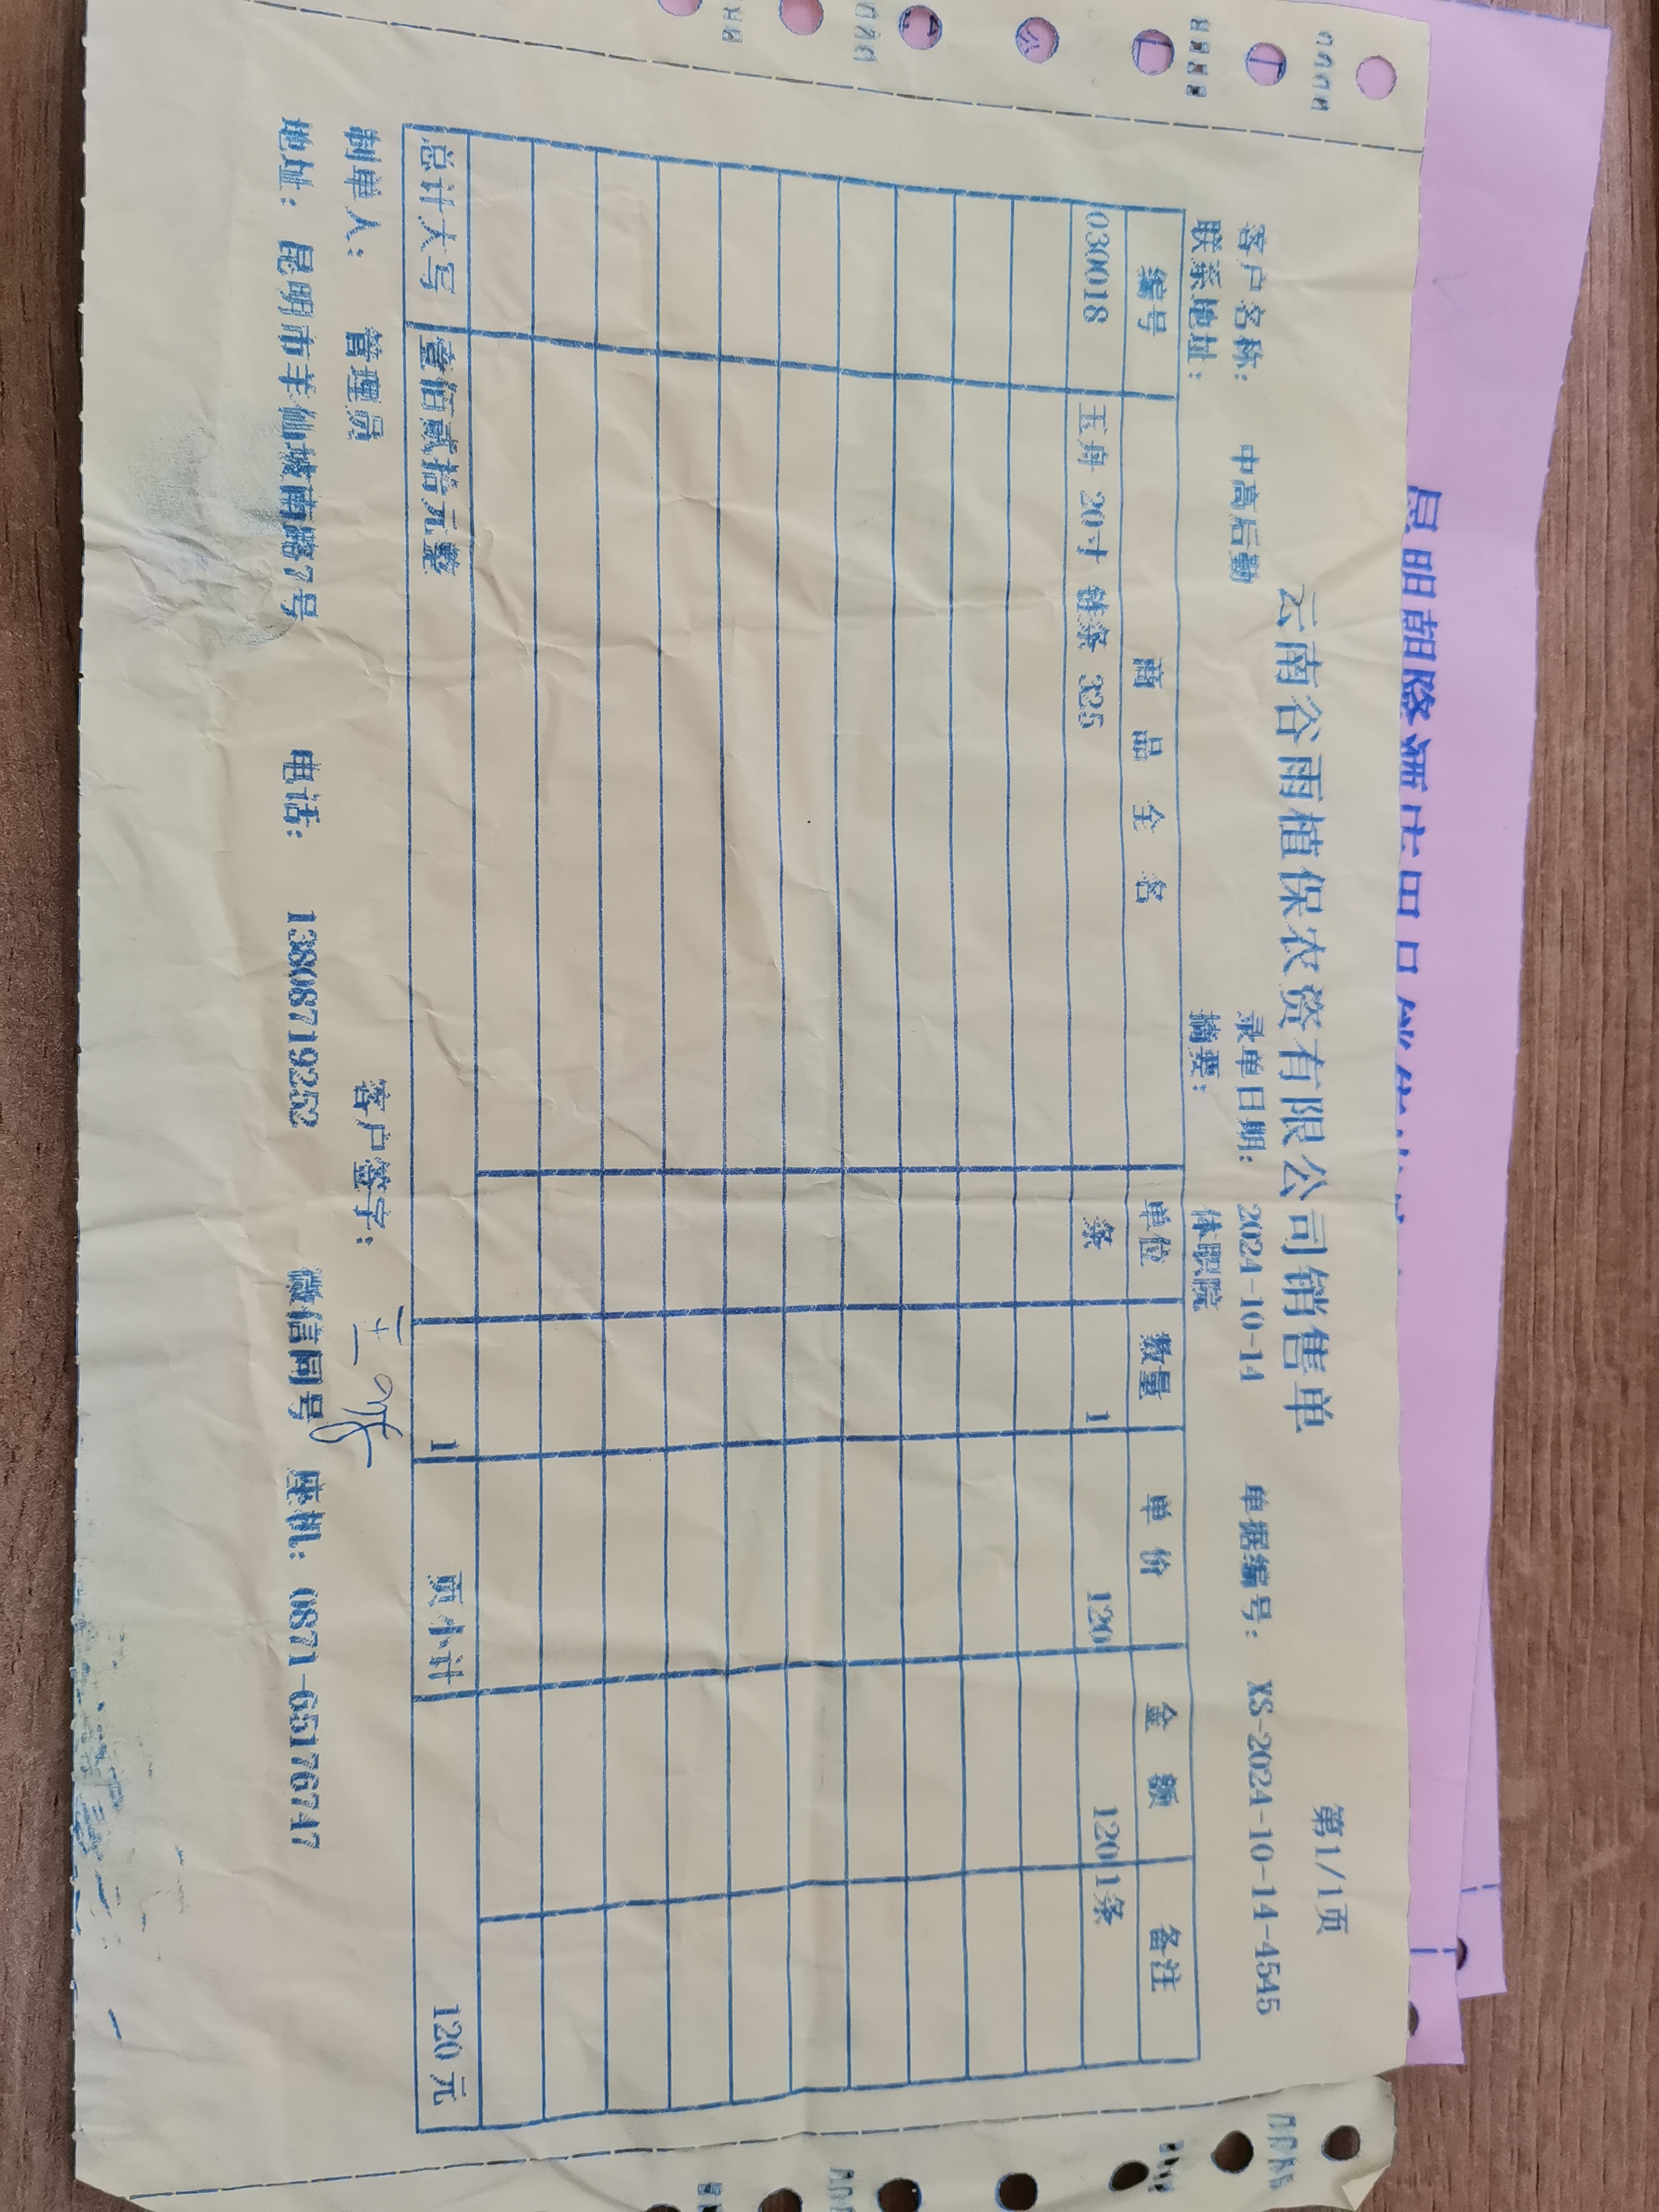 云南谷雨植保农资有限公司销售单
第1/1页
客户名称: 中高后勤 录单日期: 2024-10-14 单据编号: XS-2024-10-14-4545
联系地址: 摘要: 体职院
编号 商品全名 单位 数量 单价 金额 备注
030018 玉舟 20寸 链条 325 条 1 120 120 1条
总计大写 壹佰贰拾元整 1 页小计 120元
制单人: 管理员 客户签字:
地址: 昆明市羊仙坡南路67号 电话: 13808719252 微信同号 座机: 0871-65176747